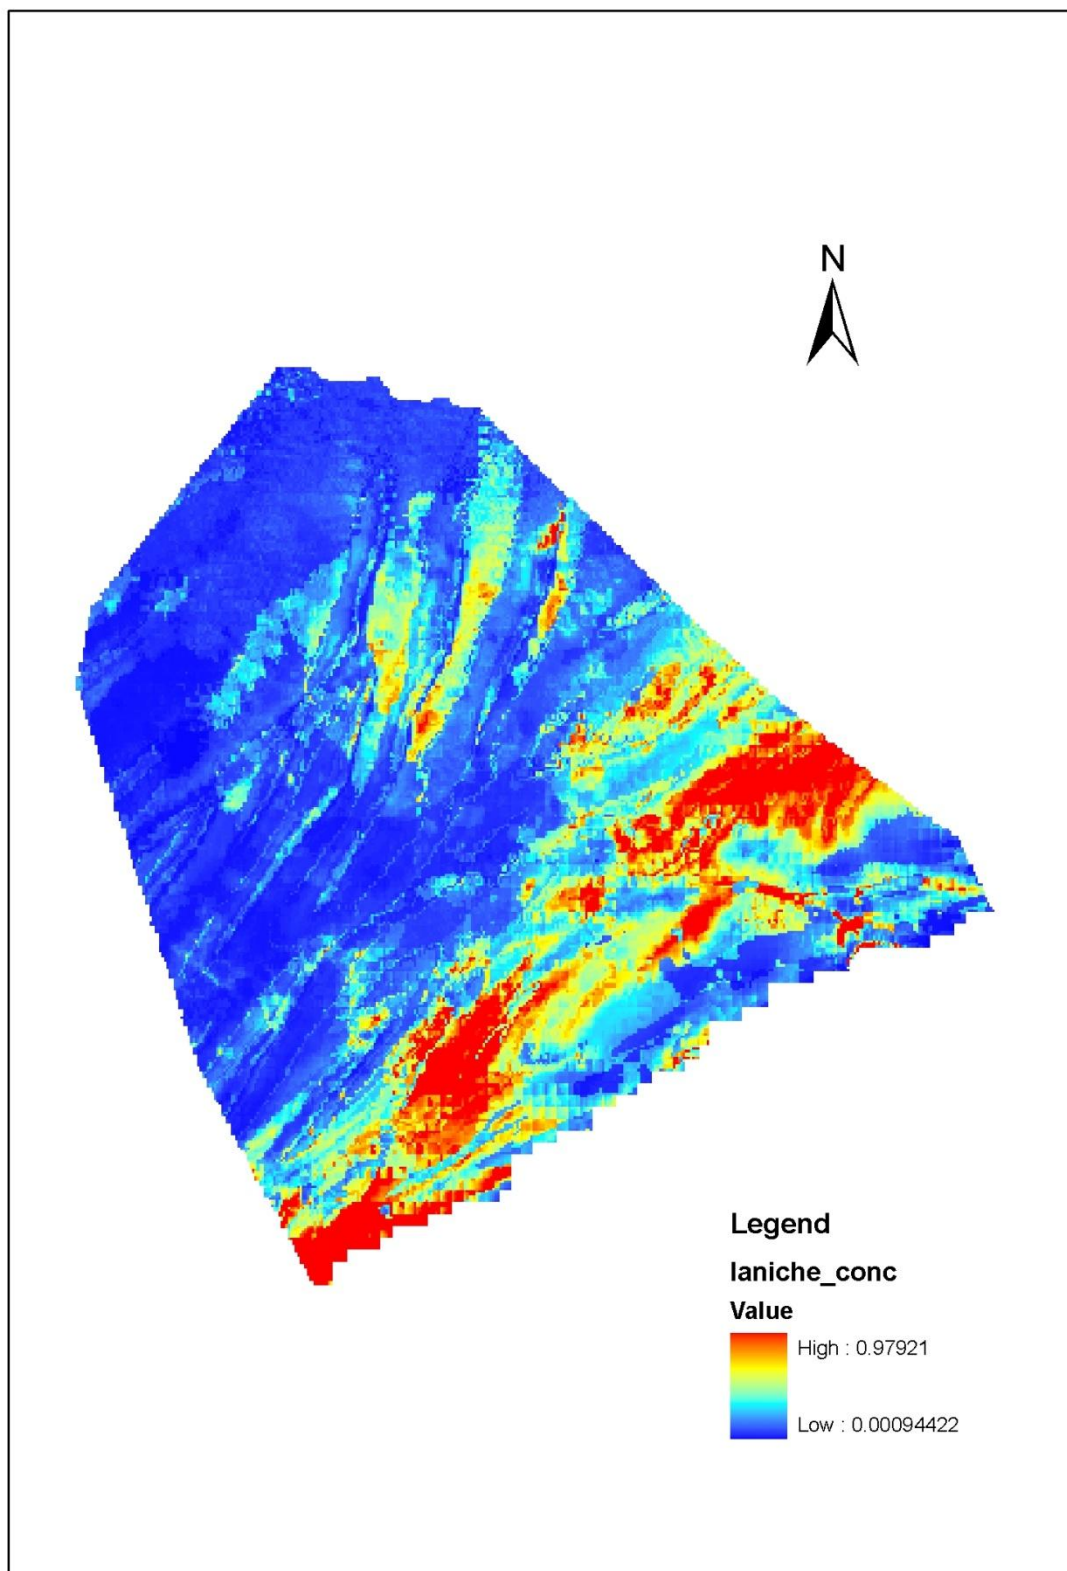 N
Legend
laniche_conc
Value
High : 0.97921
Low : 0.00094422